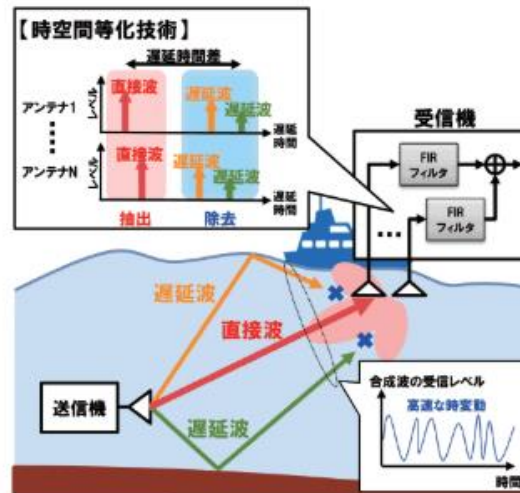 【時空間等化技術】
遅延時間差
直接波
遅延波
遅延波
レベル
アンテナ1
遅延
時間
直接波
遅延波
遅延波
レベル
アンテナN
遅延
時間
抽出
除去
受信機
FIR
フィルタ
FIR
フィルタ
遅延波
直接波
送信機
遅延波
合成波の受信レベル
高速な時変動
時間